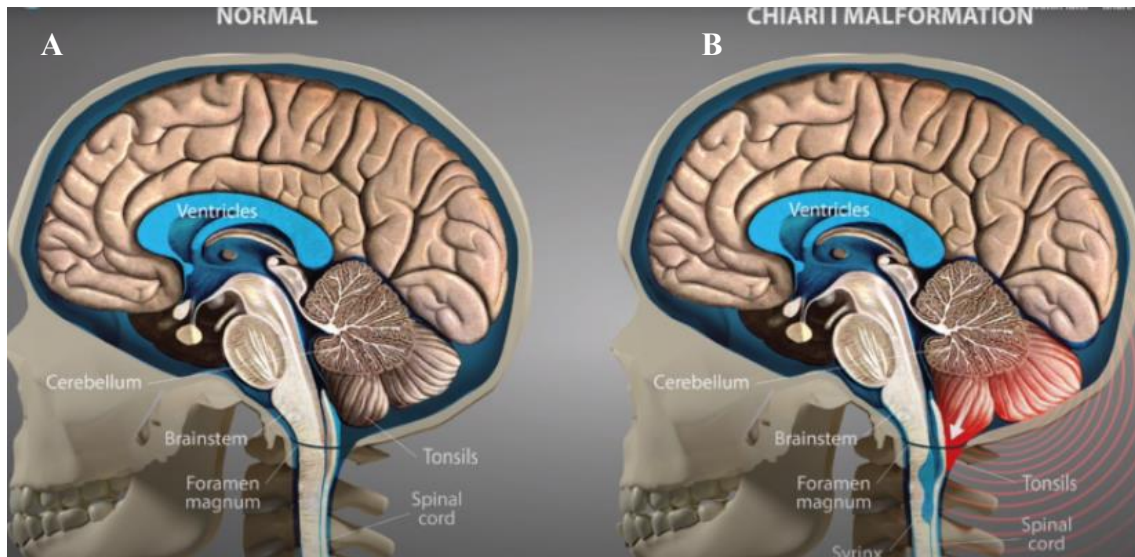 NORMAL
A
Ventricles
Cerebellum
Brainstem
Foramen
magnum
Tonsils
Spinal
cord
CHIARI I MALFORMATION
B
Ventricles
Cerebellum
Brainstem
Foramen
magnum
Syrinx
Tonsils
Spinal
cord